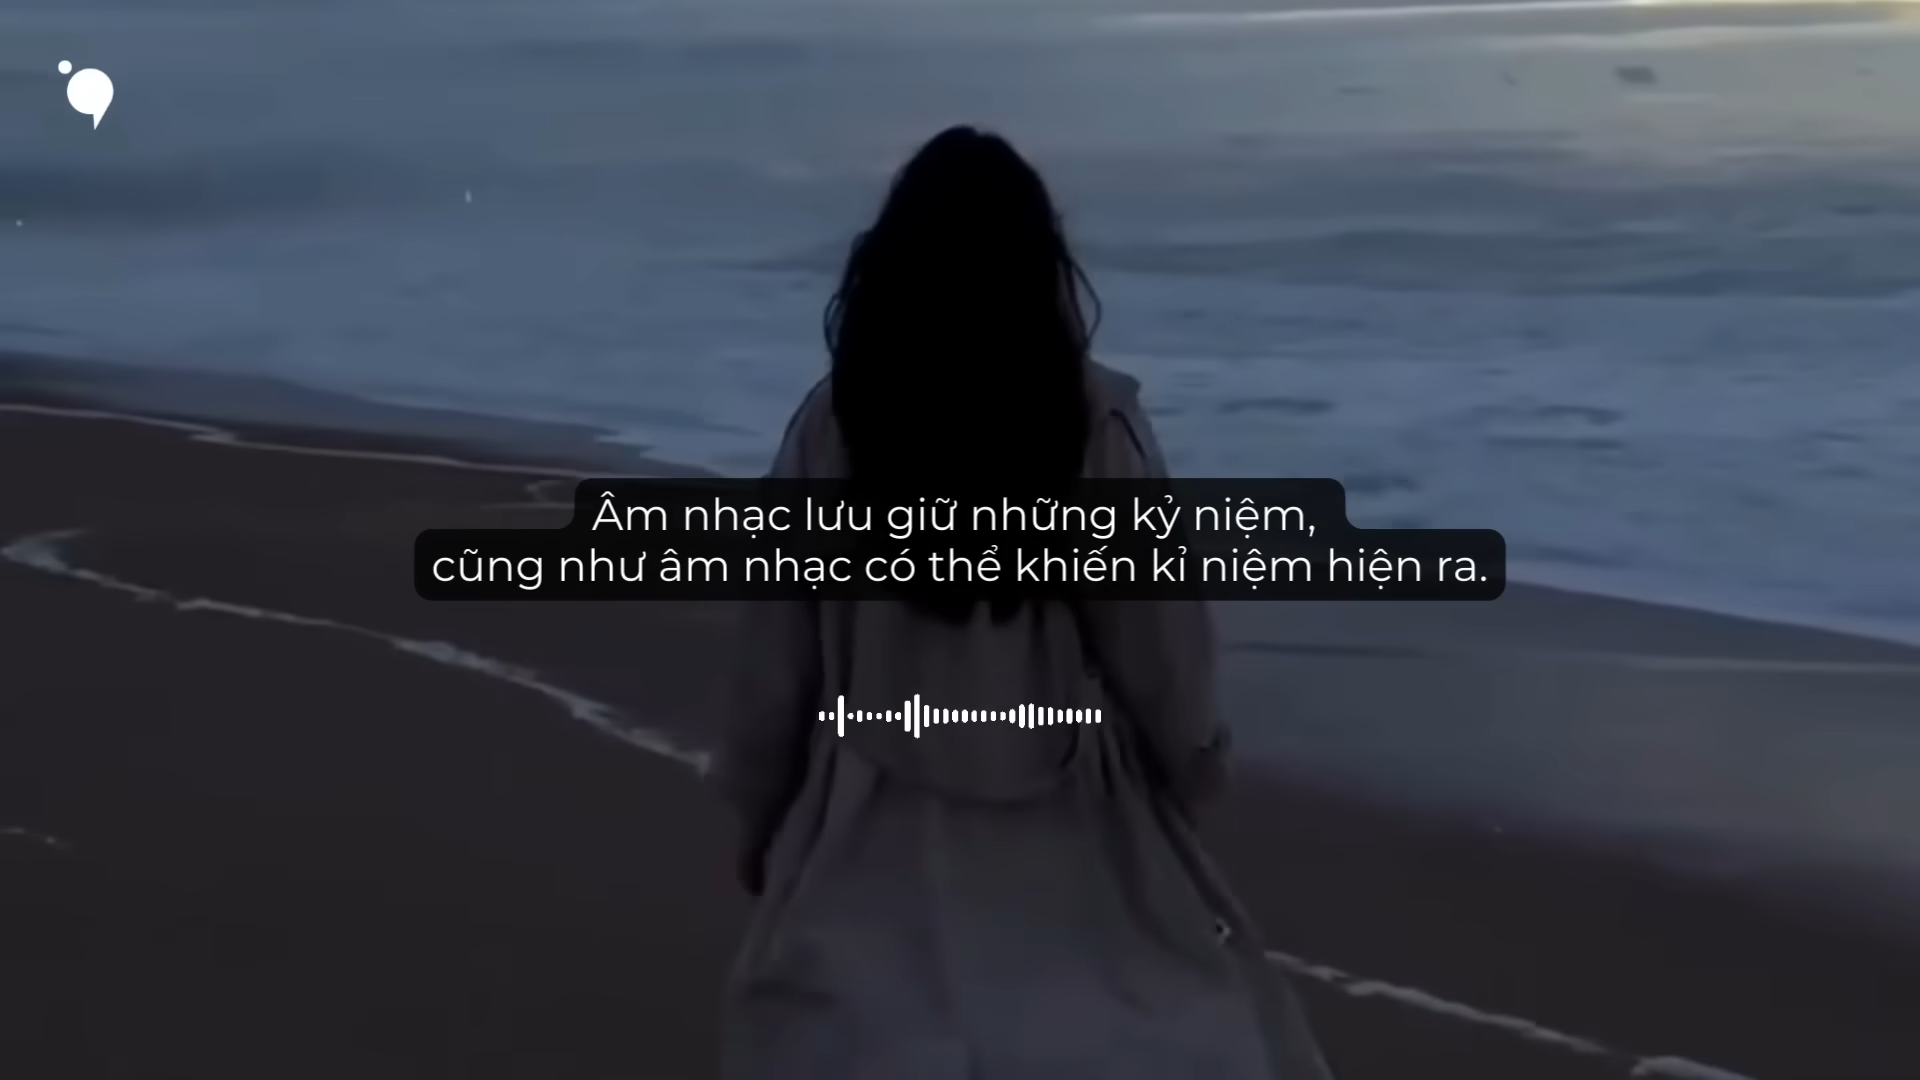 Âm nhạc lưu giữ những kỷ niệm,
cũng như âm nhạc có thể khiến kỉ niệm hiện ra.